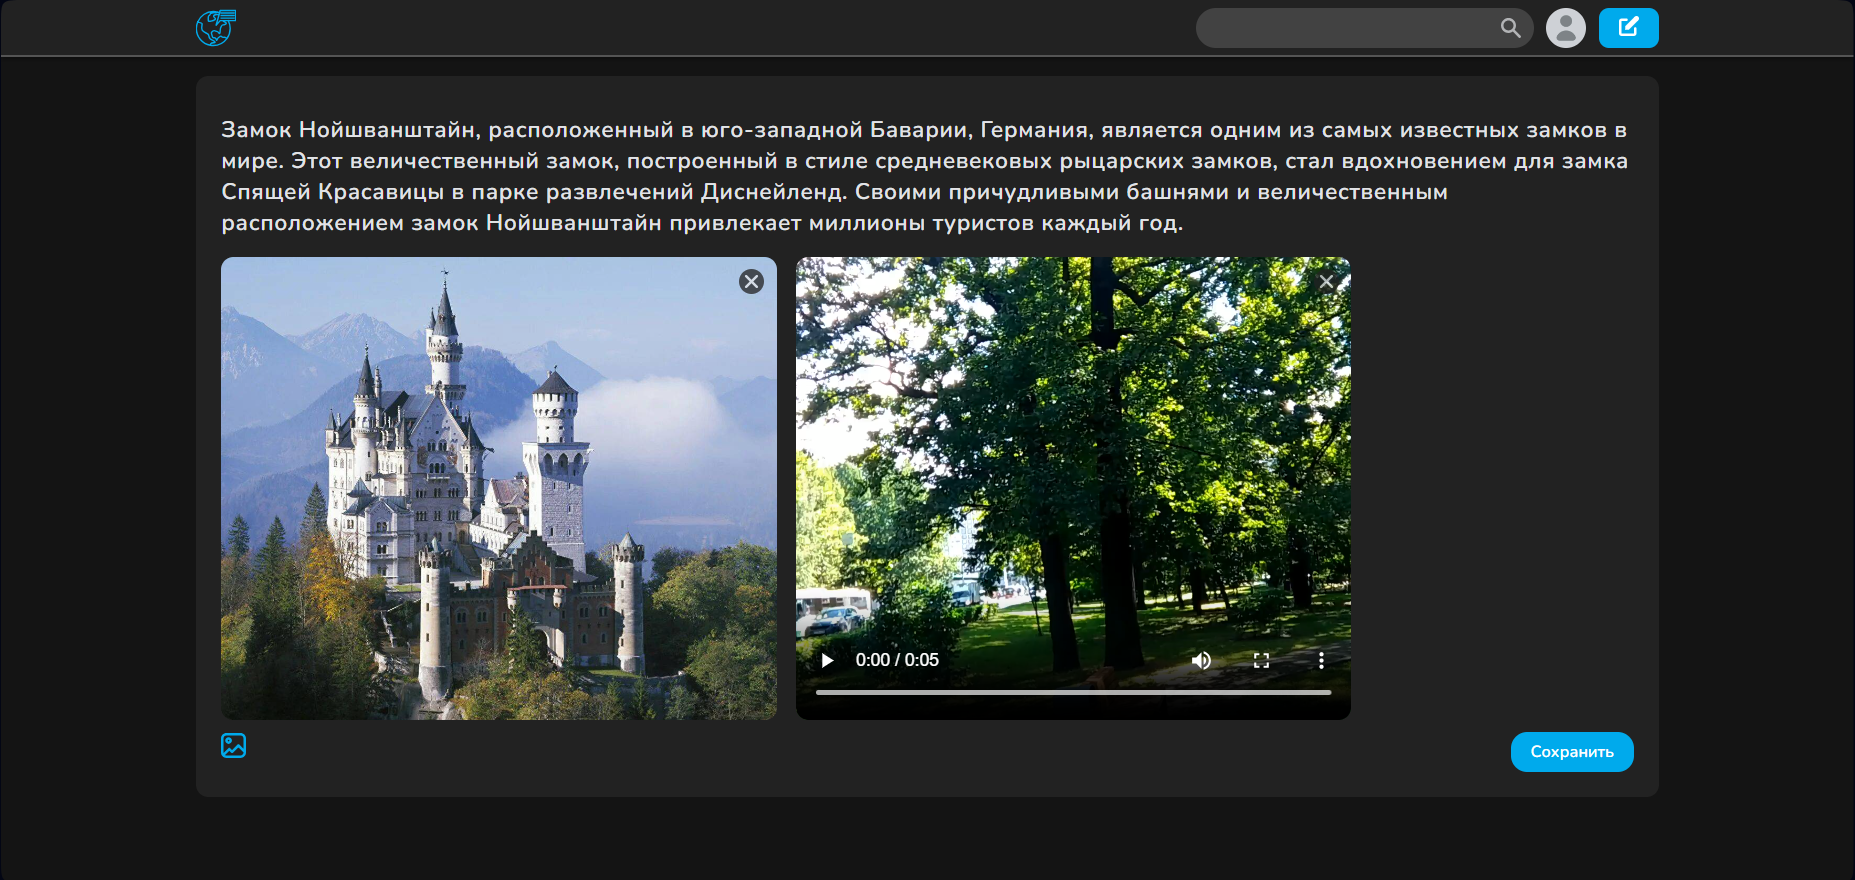 Замок Нойшванштайн, расположенный в юго-западной Баварии, Германия, является одним из самых известных замков в
мире. Этот величественный замок, построенный в стиле средневековых рыцарских замков, стал вдохновением для замка
Спящей Красавицы в парке развлечений Диснейленд. Своими причудливыми башнями и величественным
расположением замок Нойшванштайн привлекает миллионы туристов каждый год.
0:00 / 0:05
Сохранить